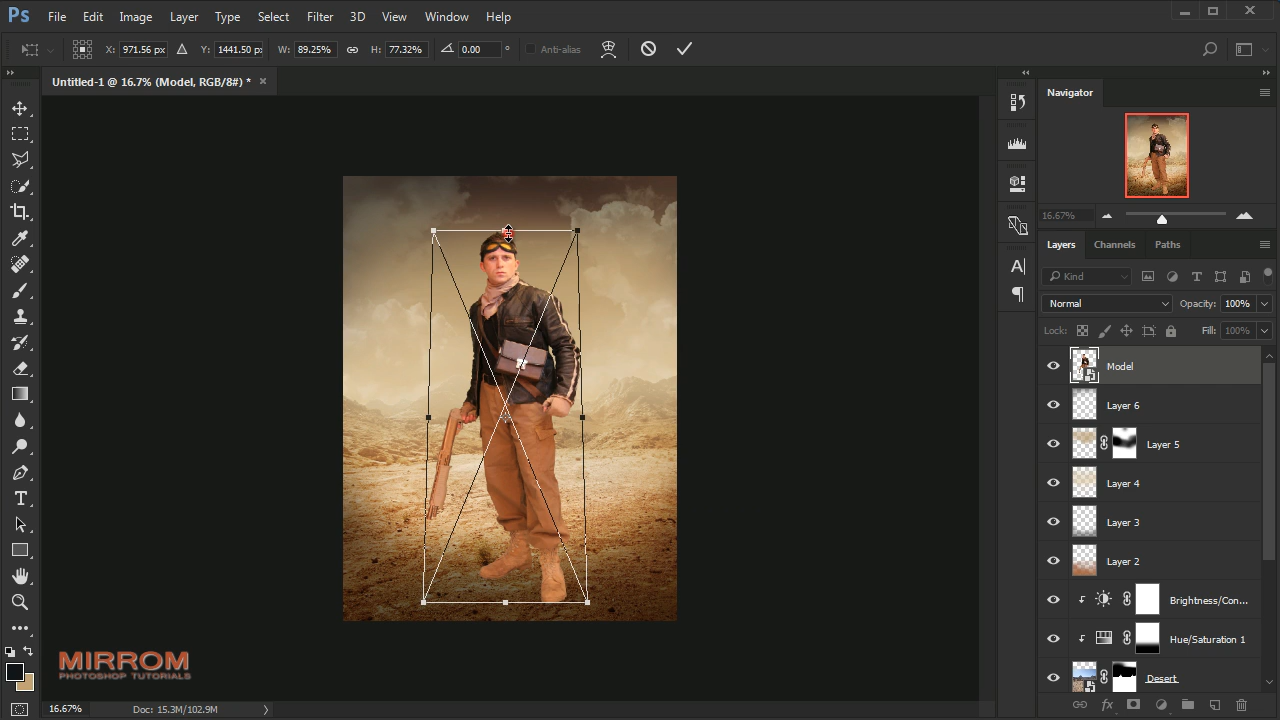 Ps File Edit Image Layer Type Select Filter 3D View Window Help
X: 971.56 px Y: 1441.50 px W: 89.25% H: 77.32% 0.00 ° Anti-alias
Untitled-1 @ 16.7% (Model, RGB/8#) * ×
Navigator
16.67%
Layers Channels Paths
Kind
Normal Opacity: 100%
Lock: Fill: 100%
Model
Layer 6
Layer 5
Layer 4
Layer 3
Layer 2
Brightness/Con...
Hue/Saturation 1
Desert
MIRROM
PHOTOSHOP TUTORIALS
16.67% Doc: 15.3M/102.9M